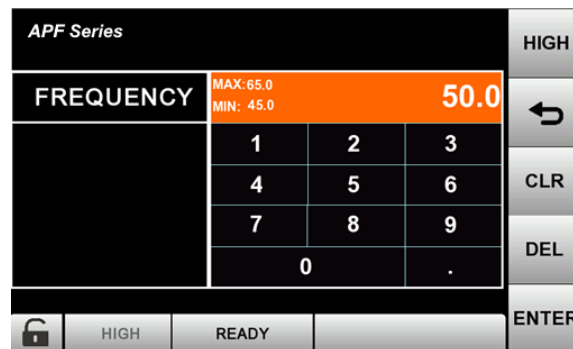 APF Series
HIGH
FREQUENCY
MAX:65.0
MIN: 45.0
50.0
1 2 3
CLR
4 5 6
7 8 9
DEL
0 .
ENTER
HIGH
READY